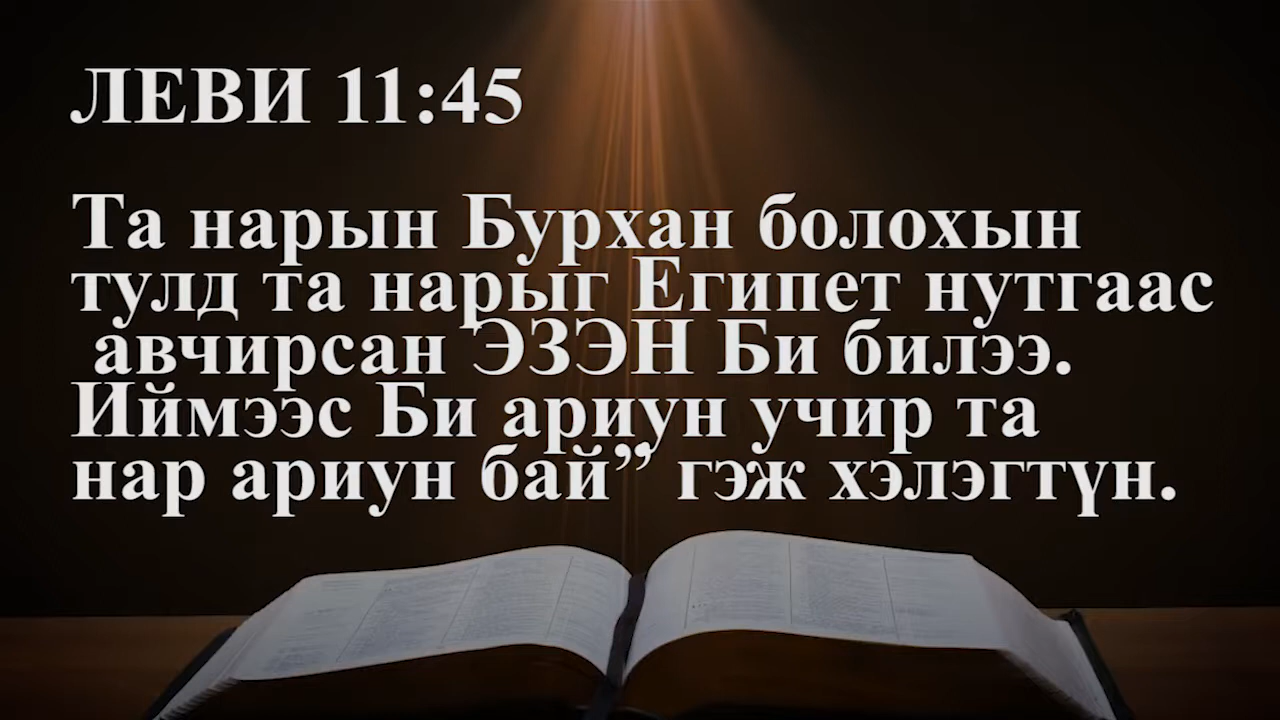 ЛЕВИ 11:45
Та нарын Бурхан болохын
тулд та нарыг Египет нутгаас
авчирсан ЭЗЭН Би билээ.
Иймээс Би ариун учир та
нар ариун бай” гэж хэлэгтүн.